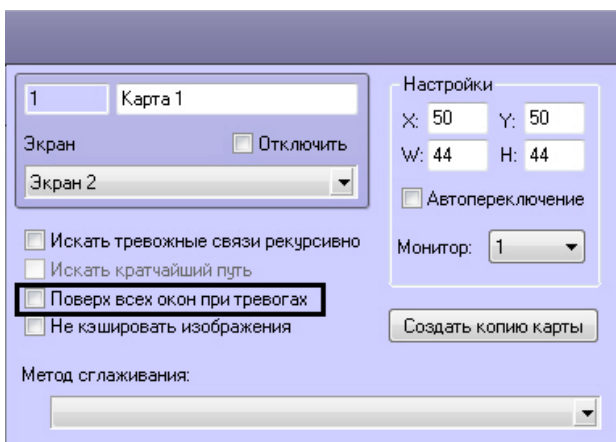 1 Карта 1
Экран Отключить
Экран 2
Искать тревожные связи рекурсивно
Искать кратчайший путь
Поверх всех окон при тревогах
Не кэшировать изображения
Метод сглаживания:
Настройки
X: 50 Y: 50
W: 44 H: 44
Автопереключение
Монитор: 1
Создать копию карты